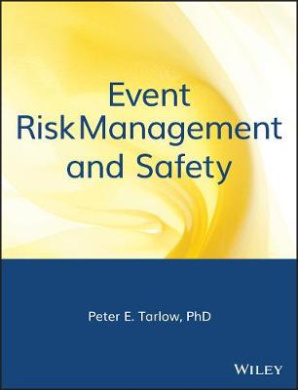 Event
Risk Management
and Safety
Peter E. Tarlow, PhD
WILEY